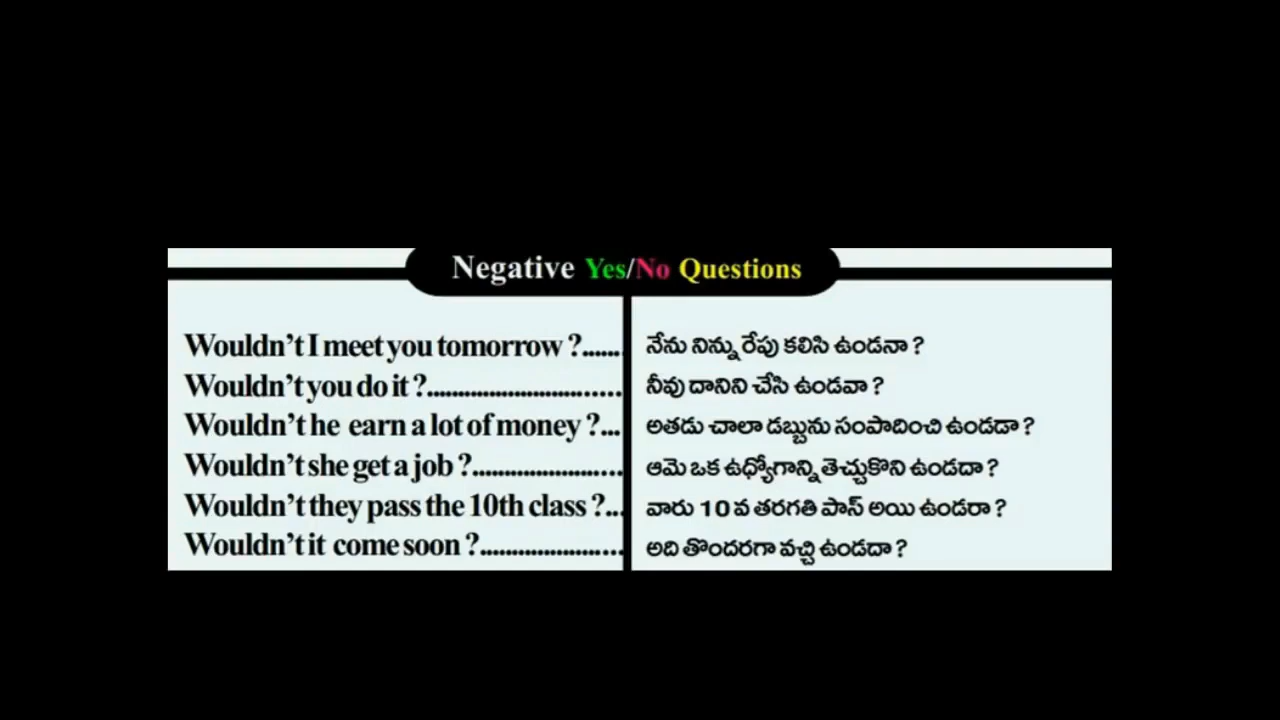 Negative Yes/No Questions
Wouldn't I meet you tomorrow ?...... నేను నిన్ను రేపు కలిసి ఉండనా ?
Wouldn't you do it ?................................ నీవు దానిని చేసి ఉండవా ?
Wouldn't he earn a lot of money ?... అతడు చాలా డబ్బును సంపాదించి ఉండడా ?
Wouldn't she get a job ?......................... ఆమె ఒక ఉధ్యోగాన్ని తెచ్చుకొని ఉండదా ?
Wouldn't they pass the 10th class ?... వారు 10 వ తరగతి పాస్ అయి ఉండరా ?
Wouldn't it come soon ?....................... అది తొందరగా వచ్చి ఉండదా ?